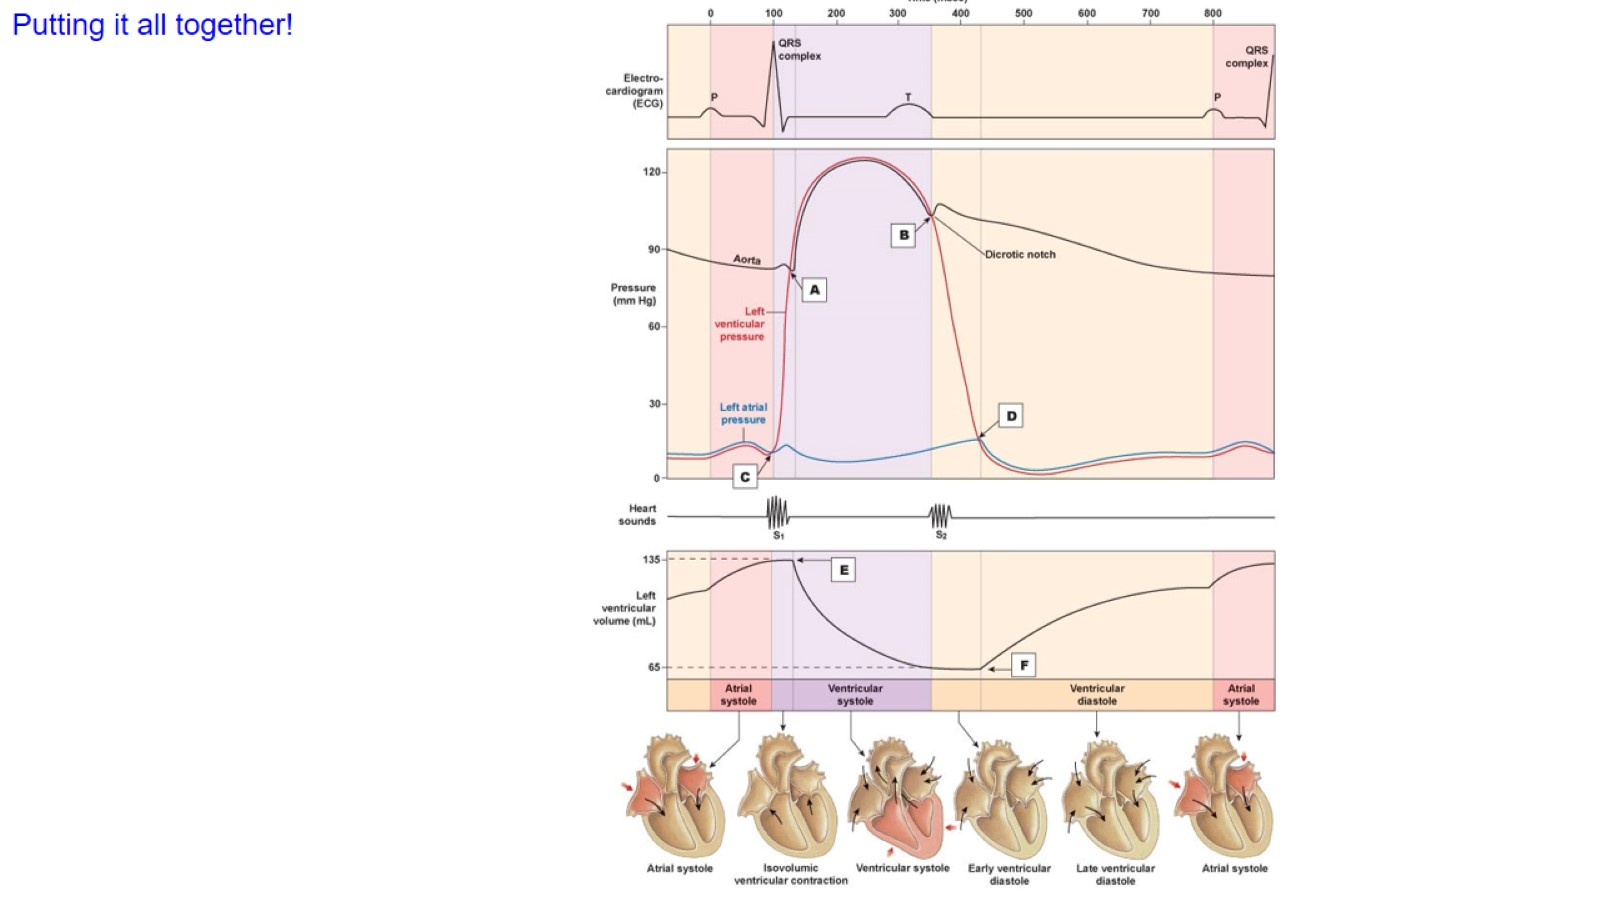 Putting it all together!
Time (msec)
0 100 200 300 400 500 600 700 800
QRS
complex
QRS
complex
Electro-
cardiogram
(ECG)
P
T
P
120
90
60
30
0
Pressure
(mm Hg)
Aorta
A
B
Dicrotic notch
Left
venticular
pressure
Left atrial
pressure
C
D
Heart
sounds
S1
S2
135
Left
ventricular
volume (mL)
65
E
F
Atrial
systole
Ventricular
systole
Ventricular
diastole
Atrial
systole
Atrial systole
Isovolumic
ventricular contraction
Ventricular systole
Early ventricular
diastole
Late ventricular
diastole
Atrial systole